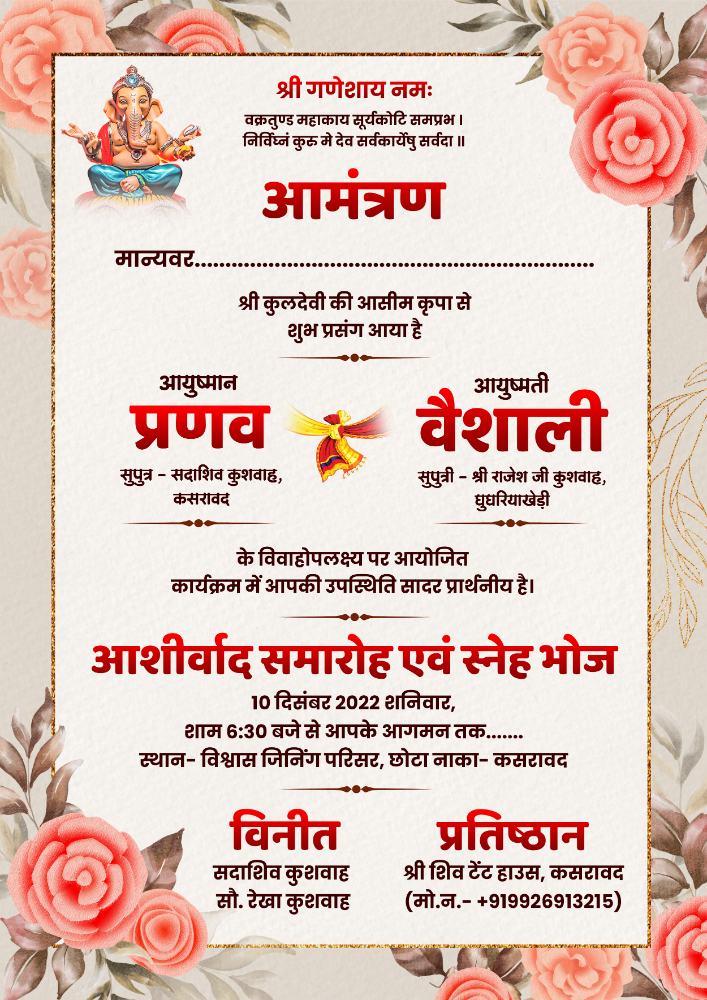 श्री गणेशाय नमः
वक्रतुण्ड महाकाय सूर्यकोटि समप्रभ ।
निर्विघ्नं कुरु मे देव सर्वकार्येषु सर्वदा ॥
आमंत्रण
मान्यवर.................................................................
श्री कुलदेवी की आसीम कृपा से
शुभ प्रसंग आया है
आयुष्मान
प्रणव
सुपुत्र - सदाशिव कुशवाह,
कसरावद
आयुष्मती
वैशाली
सुपुत्री - श्री राजेश जी कुशवाह,
धुधरियाखेड़ी
के विवाहोपलक्ष्य पर आयोजित
कार्यक्रम में आपकी उपस्थिति सादर प्रार्थनीय है।
आशीर्वाद समारोह एवं स्नेह भोज
10 दिसंबर 2022 शनिवार,
शाम 6:30 बजे से आपके आगमन तक.......
स्थान- विश्वास जिनिंग परिसर, छोटा नाका- कसरावद
विनीत
सदाशिव कुशवाह
सौ. रेखा कुशवाह
प्रतिष्ठान
श्री शिव टेंट हाउस, कसरावद
(मो.न.- +919926913215)